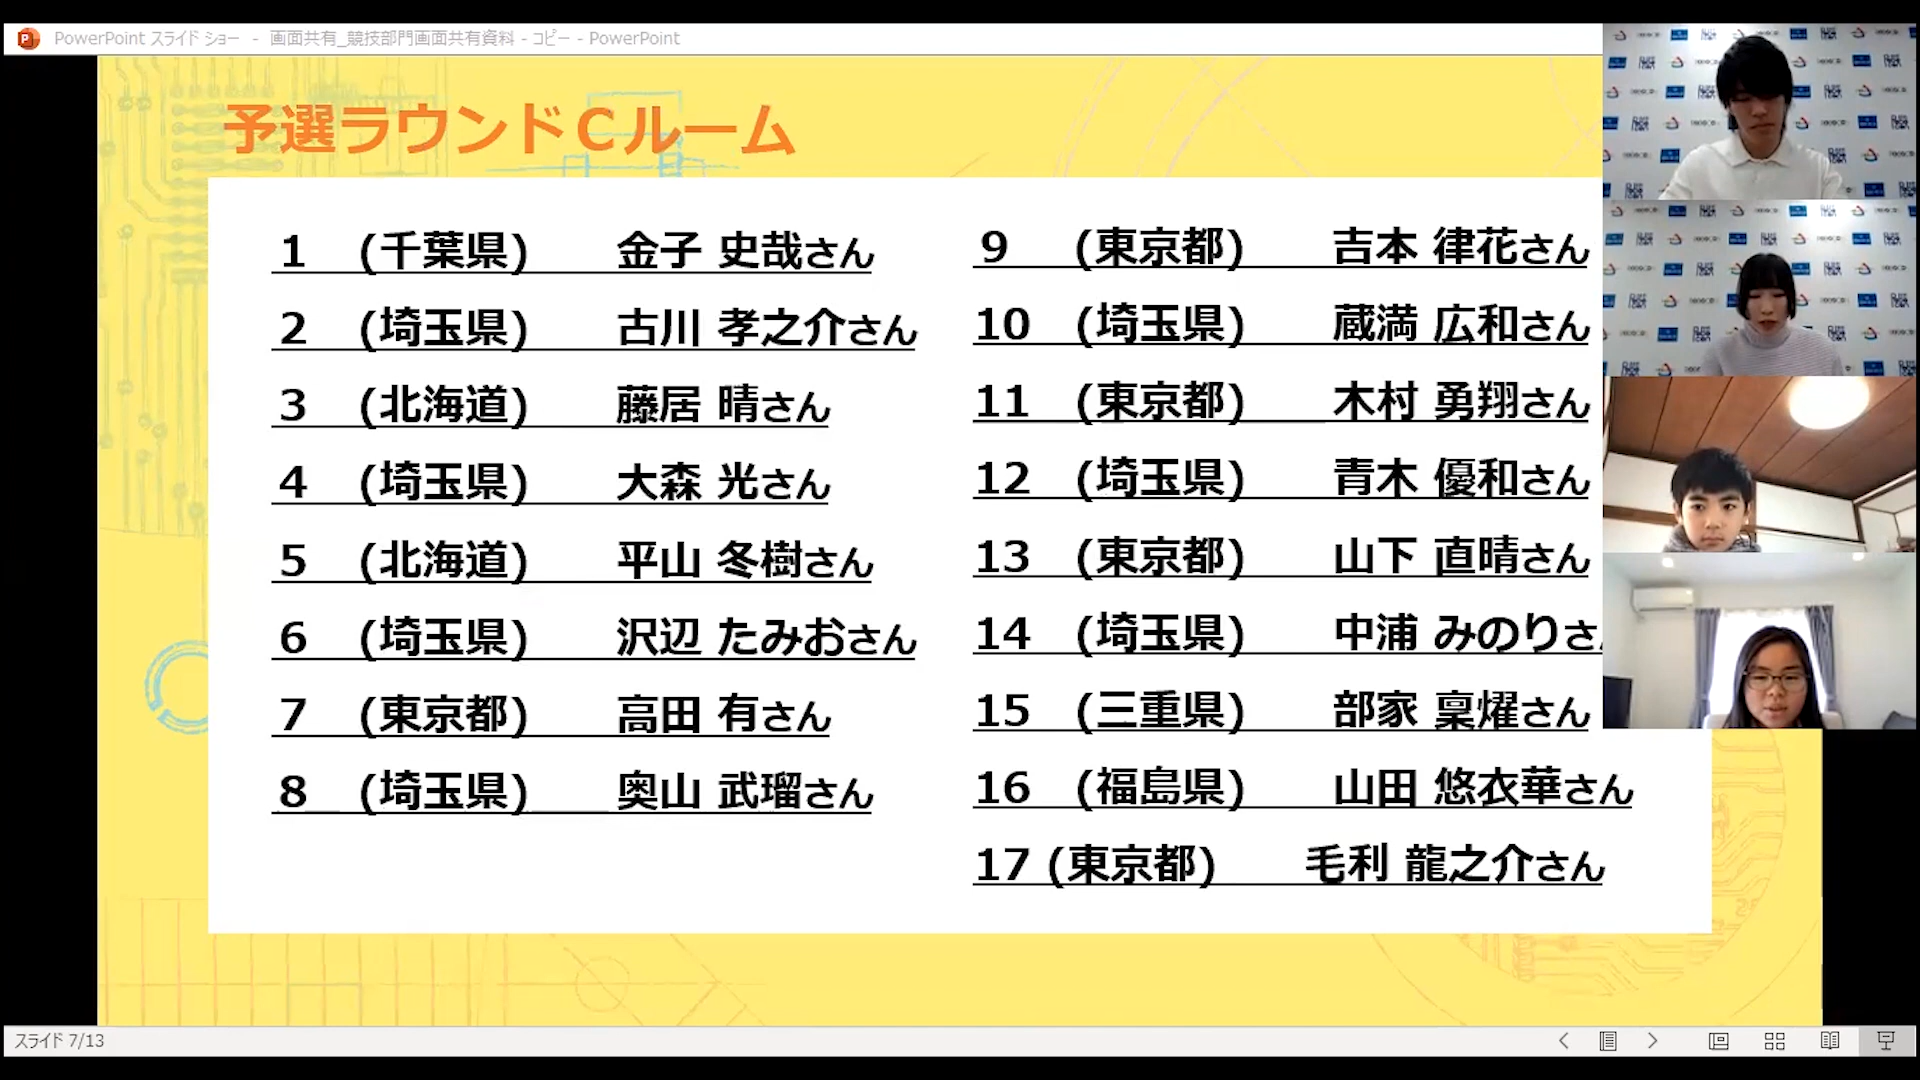 PowerPoint スライド ショー - 画面共有_競技部門画面共有資料 - コピー - PowerPoint
予選ラウンドCルーム
1 (千葉県) 金子 史哉さん
2 (埼玉県) 古川 孝之介さん
3 (北海道) 藤居 晴さん
4 (埼玉県) 大森 光さん
5 (北海道) 平山 冬樹さん
6 (埼玉県) 沢辺 たみおさん
7 (東京都) 高田 有さん
8 (埼玉県) 奥山 武瑠さん
9 (東京都) 吉本 律花さん
10 (埼玉県) 蔵満 広和さん
11 (東京都) 木村 勇翔さん
12 (埼玉県) 青木 優和さん
13 (東京都) 山下 直晴さん
14 (埼玉県) 中浦 みのりさ
15 (三重県) 部家 稟燿さん
16 (福島県) 山田 悠衣華さん
17 (東京都) 毛利 龍之介さん
スライド 7/13